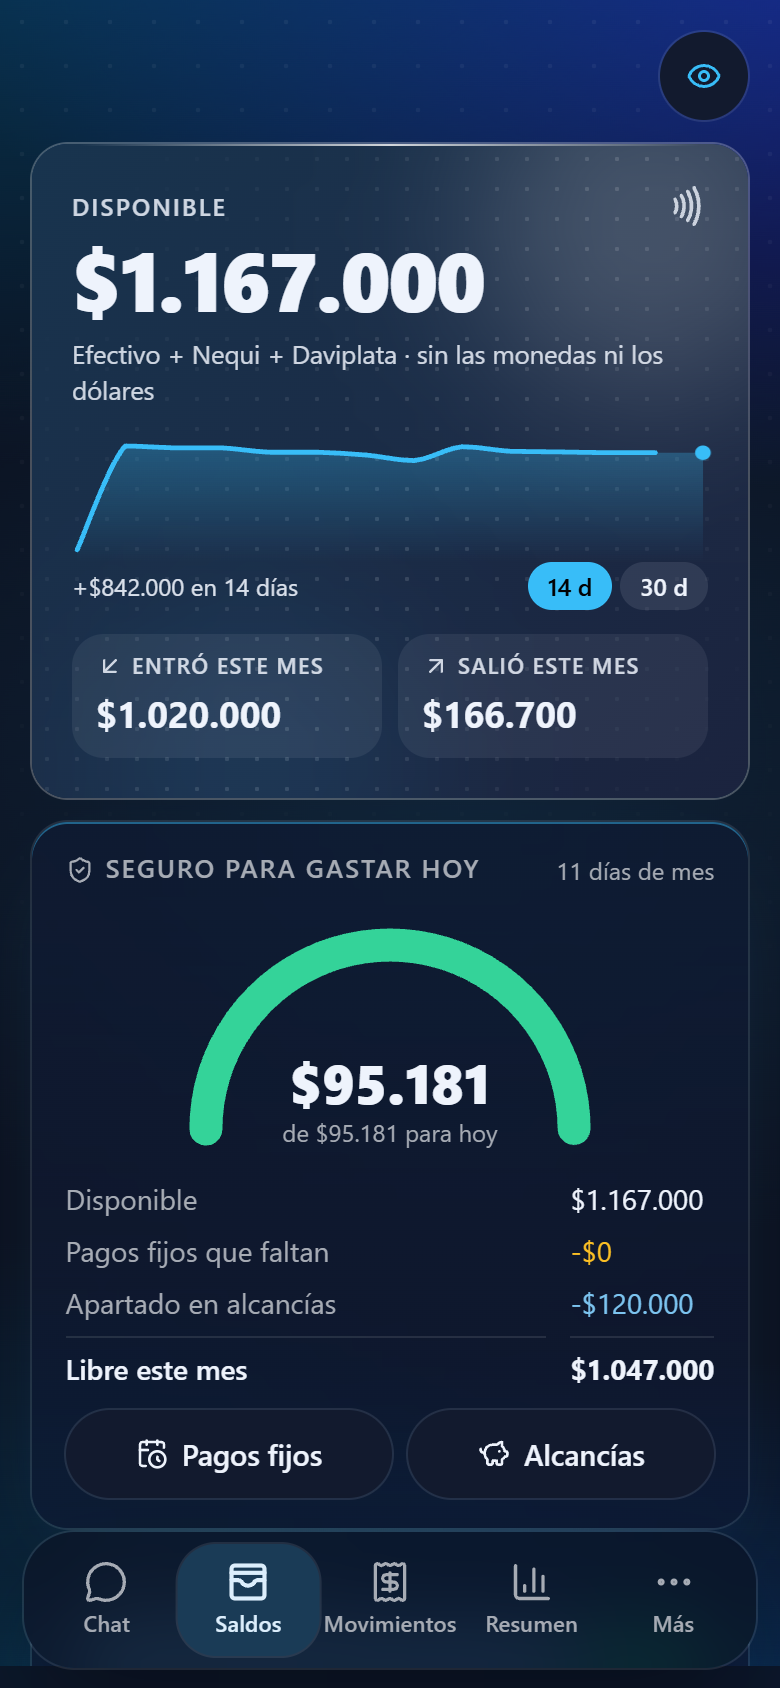 DISPONIBLE
$1.167.000
Efectivo + Nequi + Daviplata · sin las monedas ni los
dólares
+$842.000 en 14 días
14 d
30 d
ENTRÓ ESTE MES
$1.020.000
SALIÓ ESTE MES
$166.700
SEGURO PARA GASTAR HOY
11 días de mes
$95.181
de $95.181 para hoy
Disponible
$1.167.000
Pagos fijos que faltan
-$0
Apartado en alcancías
-$120.000
Libre este mes
$1.047.000
Pagos fijos
Alcancías
Chat
Saldos
Movimientos
Resumen
Más